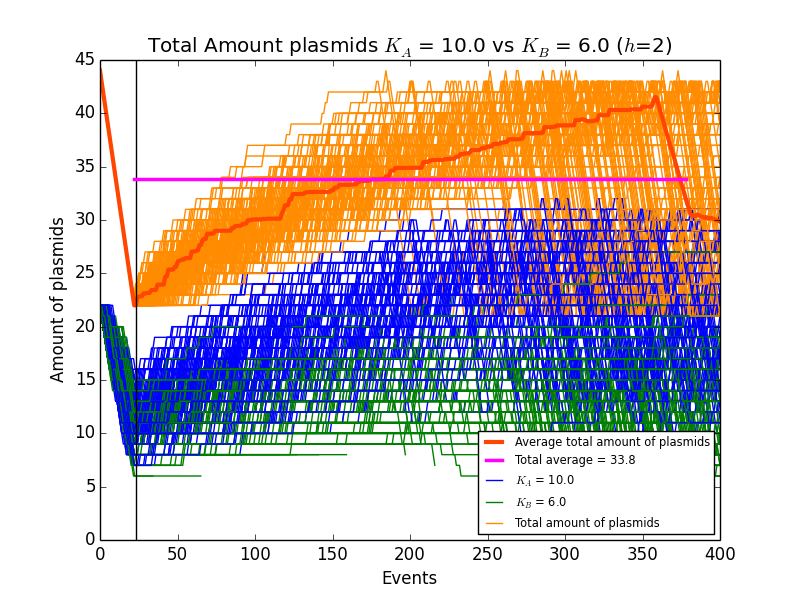 Total Amount plasmids K_A = 10.0 vs K_B = 6.0 (h=2)
45
40
35
30
25
20
15
10
5
0
Amount of plasmids
Average total amount of plasmids
Total average = 33.8
K_A = 10.0
K_B = 6.0
Total amount of plasmids
0 50 100 150 200 250 300 350 400
Events